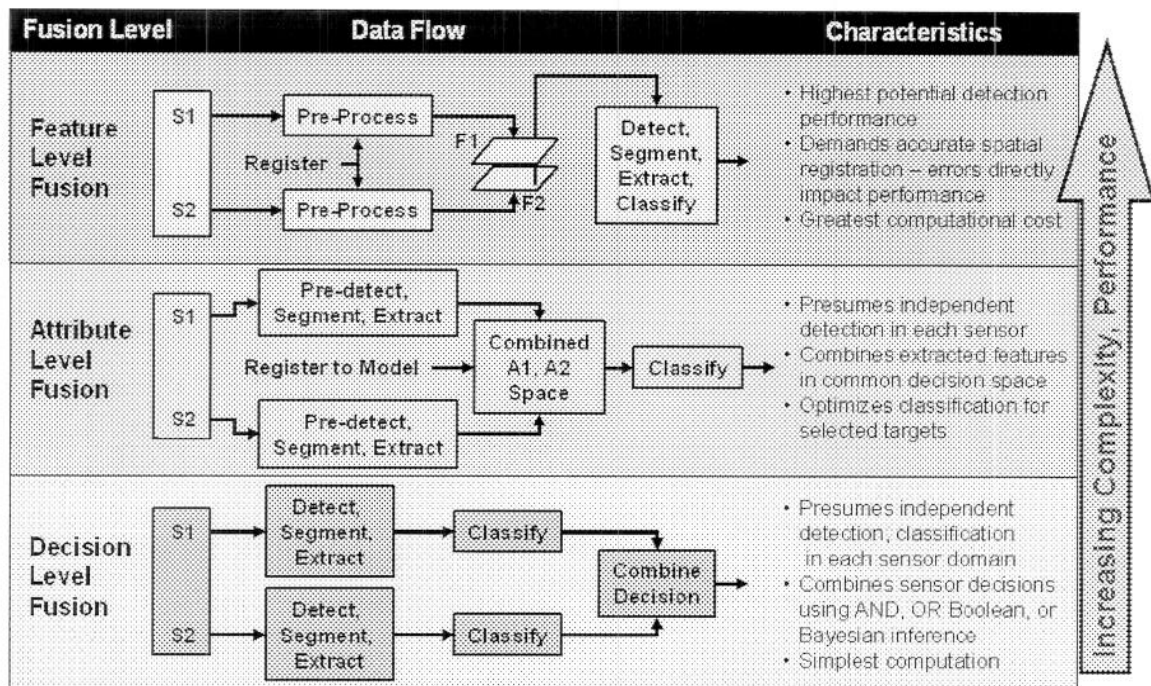 Fusion Level
Data Flow
Characteristics
Feature
Level
Fusion
S1
S2
Pre-Process
Register
Pre-Process
F1
F2
Detect,
Segment,
Extract,
Classify
• Highest potential detection
performance
• Demands accurate spatial
registration – errors directly
impact performance
• Greatest computational cost
Attribute
Level
Fusion
S1
S2
Pre-detect,
Segment, Extract
Register to Model
Pre-detect,
Segment, Extract
Combined
A1, A2
Space
Classify
• Presumes independent
detection in each sensor
• Combines extracted features
in common decision space
• Optimizes classification for
selected targets
Decision
Level
Fusion
S1
S2
Detect,
Segment,
Extract
Classify
Detect,
Segment,
Extract
Classify
Combine
Decision
• Presumes independent
detection, classification
in each sensor domain
• Combines sensor decisions
using AND, OR Boolean, or
Bayesian inference
• Simplest computation
Increasing Complexity, Performance